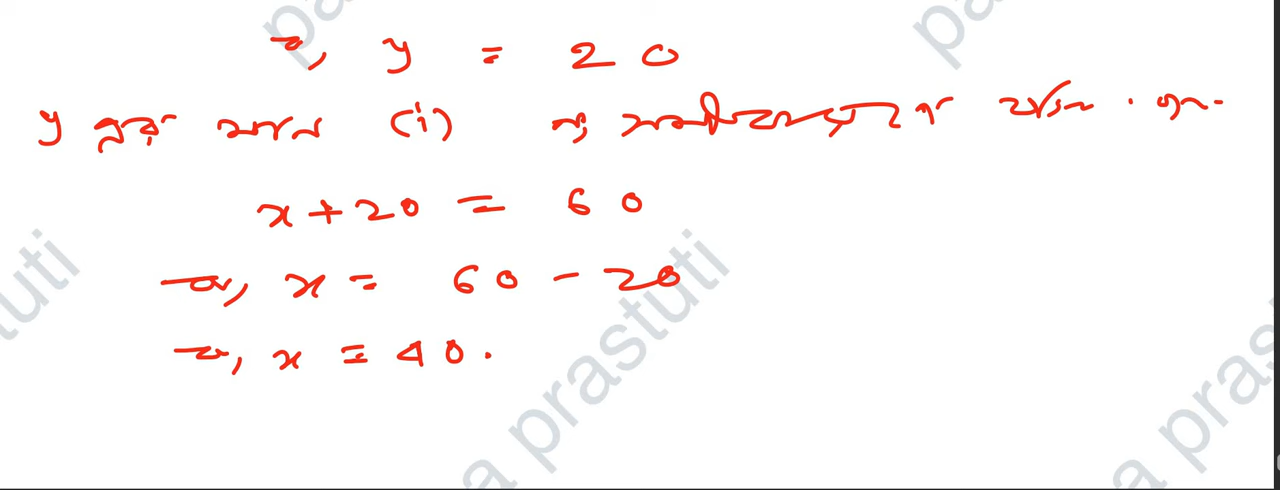 বা, y = 20
y এর মান (i) নং সমীকরণে বসিয়ে পাই
x + 20 = 60
বা, x = 60 - 20
বা, x = 40.